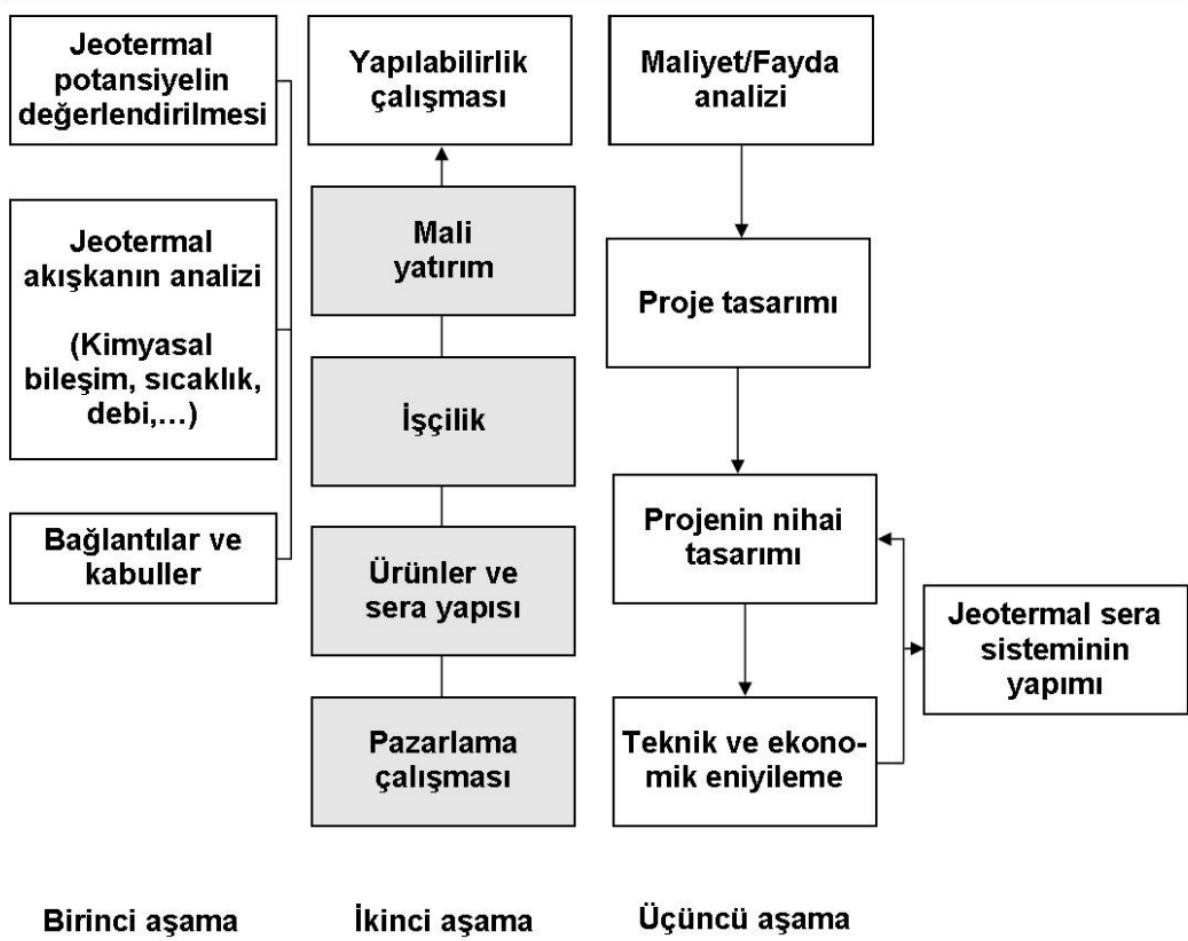 Jeotermal
potansiyelin
değerlendirilmesi
Jeotermal
akışkanın analizi
(Kimyasal
bileşim, sıcaklık,
debi,...)
Bağlantılar ve
kabuller
Yapılabilirlik
çalışması
Mali
yatırım
İşçilik
Ürünler ve
sera yapısı
Pazarlama
çalışması
Maliyet/Fayda
analizi
Proje tasarımı
Projenin nihai
tasarımı
Teknik ve ekono-
mik eniyileme
Jeotermal sera
sisteminin
yapımı
Birinci aşama
İkinci aşama
Üçüncü aşama